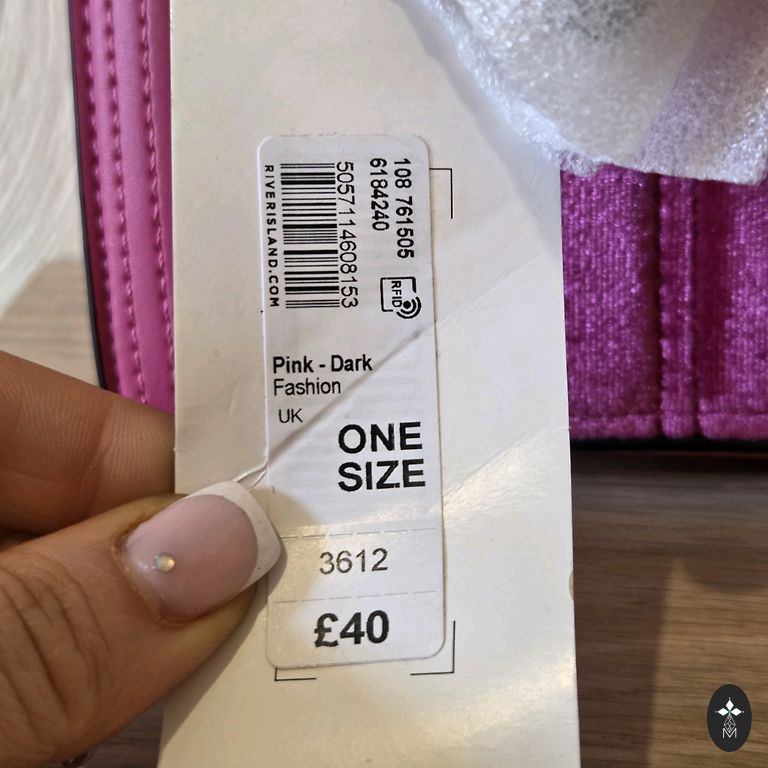 108 761505
6184240
5057114608153
RIVERISLAND.COM
RFID
Pink - Dark
Fashion
UK
ONE
SIZE
3612
£40
M